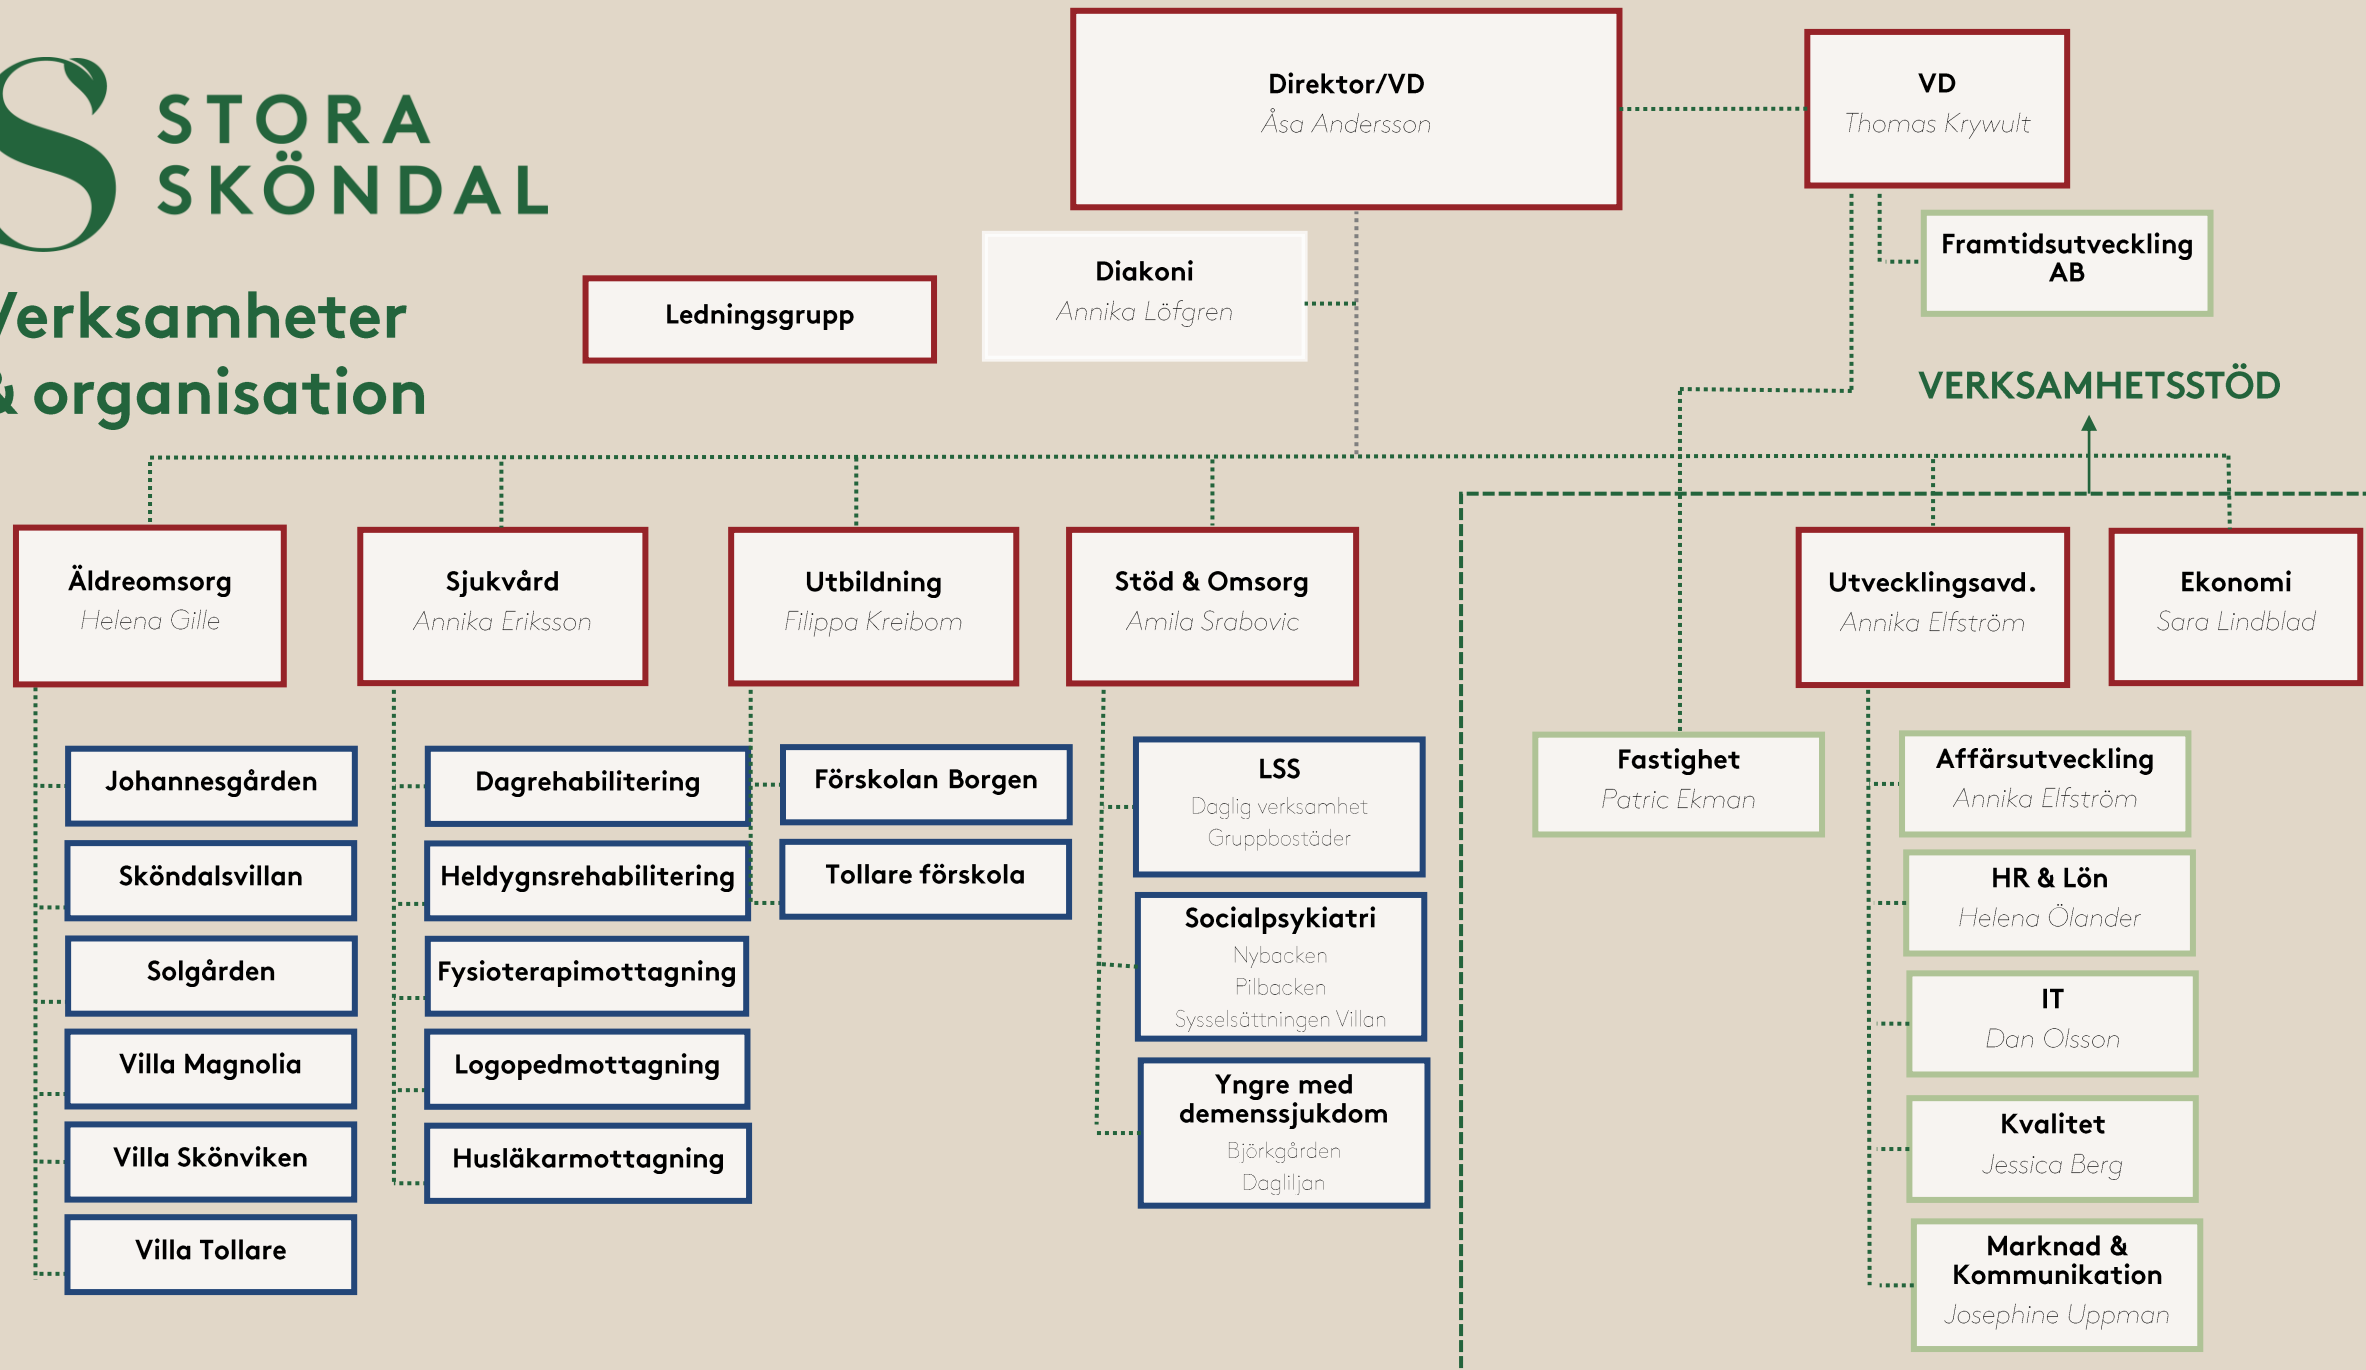 STORA
SKÖNDAL
Verksamheter
& organisation
Direktor/VD
Åsa Andersson
VD
Thomas Krywult
Framtidsutveckling
AB
Diakoni
Annika Löfgren
Ledningsgrupp
VERKSAMHETSSTÖD
Äldreomsorg
Helena Gille
Sjukvård
Annika Eriksson
Utbildning
Filippa Kreibom
Stöd & Omsorg
Amila Srabovic
Utvecklingsavd.
Annika Elfström
Ekonomi
Sara Lindblad
Johannesgården
Sköndalsvillan
Solgården
Villa Magnolia
Villa Skönviken
Villa Tollare
Dagrehabilitering
Heldygnsrehabilitering
Fysioterapimottagning
Logopedmottagning
Husläkarmottagning
Förskolan Borgen
Tollare förskola
LSS
Daglig verksamhet
Gruppbostäder
Socialpsykiatri
Nybacken
Pilbacken
Sysselsättningen Villan
Yngre med
demenssjukdom
Björkgården
Dagliljan
Fastighet
Patric Ekman
Affärsutveckling
Annika Elfström
HR & Lön
Helena Ölander
IT
Dan Olsson
Kvalitet
Jessica Berg
Marknad &
Kommunikation
Josephine Uppman